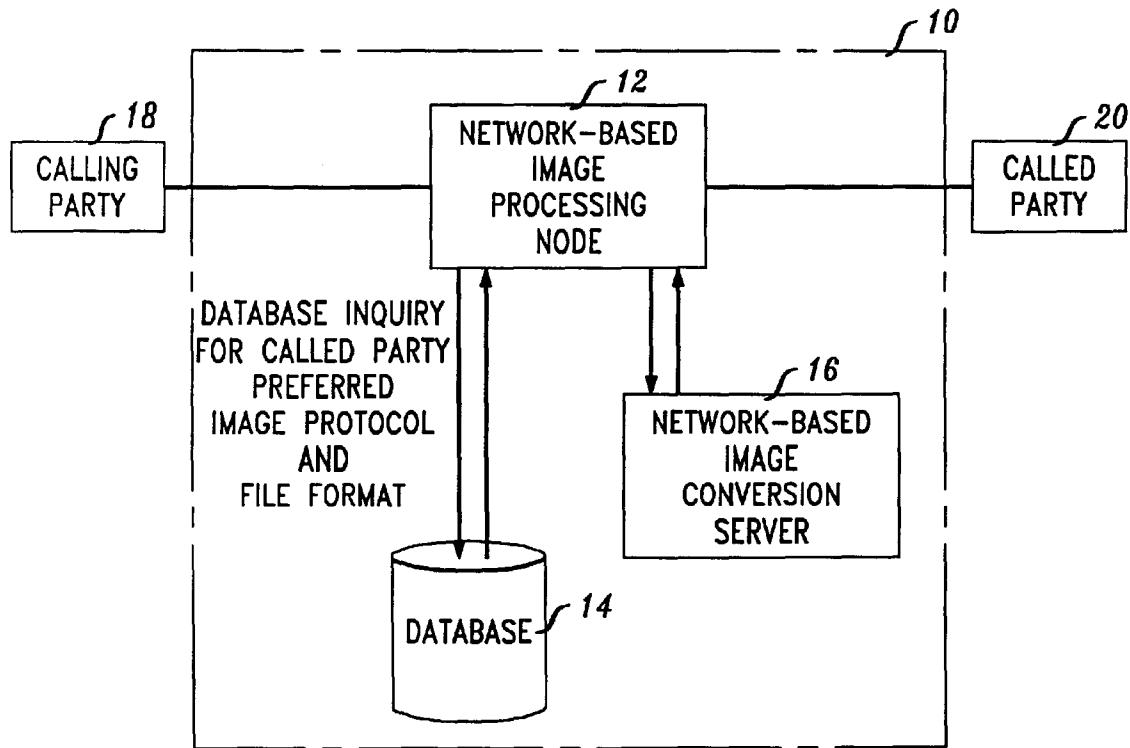 10
12
18
20
NETWORK-BASED
IMAGE
PROCESSING
NODE
CALLING
PARTY
CALLED
PARTY
DATABASE INQUIRY
FOR CALLED PARTY
PREFERRED
IMAGE PROTOCOL
AND
FILE FORMAT
16
NETWORK-BASED
IMAGE
CONVERSION
SERVER
DATABASE
14